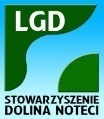 LGD
STOWARZYSZENIE
DOLINA NOTECI